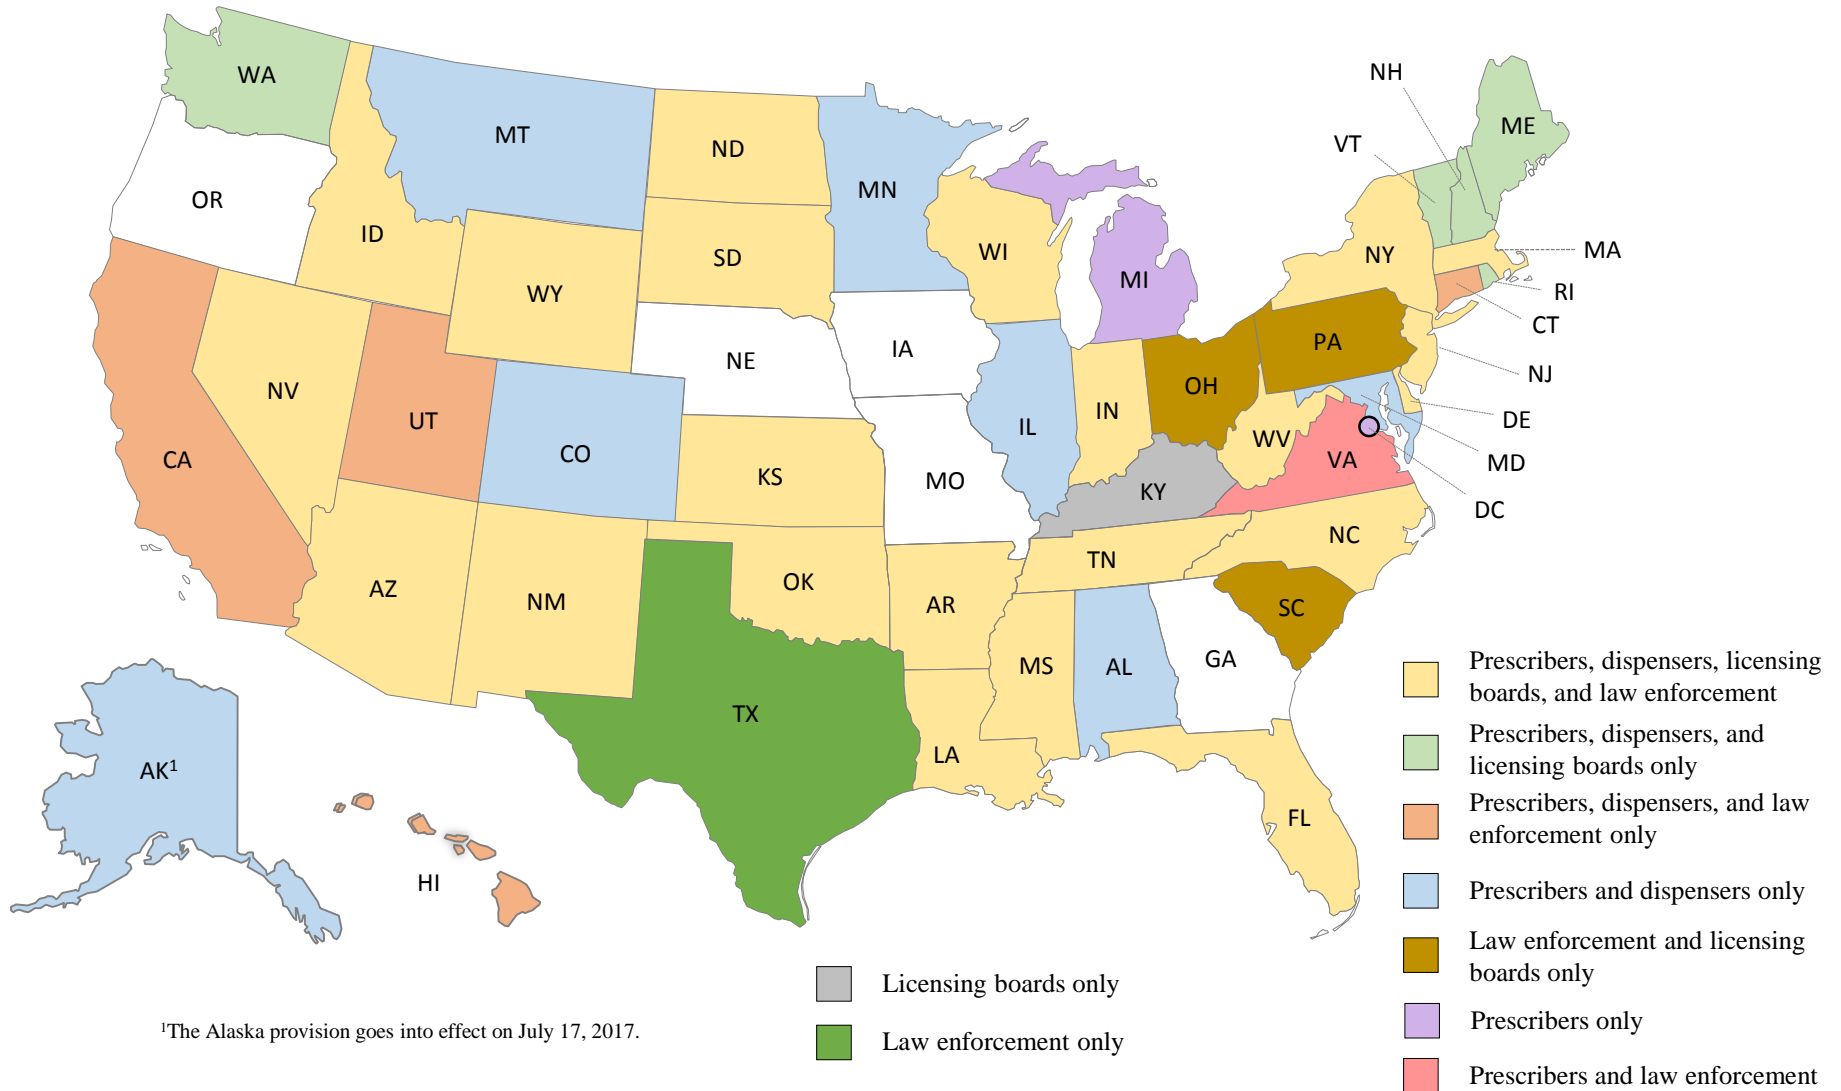 NH
WA
ME
MT
VT
ND
MN
OR
ID
MA
WI
NY
SD
MI
WY
RI
CT
PA
IA
NE
NJ
OH
NV
IN
DE
UT
IL
WV
CO
CA
VA
MD
KS
MO
KY
DC
NC
TN
OK
AZ
NM
AR
SC
GA
MS
AL
TX
LA
AK¹
FL
HI
Prescribers, dispensers, licensing
boards, and law enforcement
Prescribers, dispensers, and
licensing boards only
Prescribers, dispensers, and law
enforcement only
Prescribers and dispensers only
Law enforcement and licensing
boards only
Prescribers only
Prescribers and law enforcement
Licensing boards only
Law enforcement only
¹The Alaska provision goes into effect on July 17, 2017.